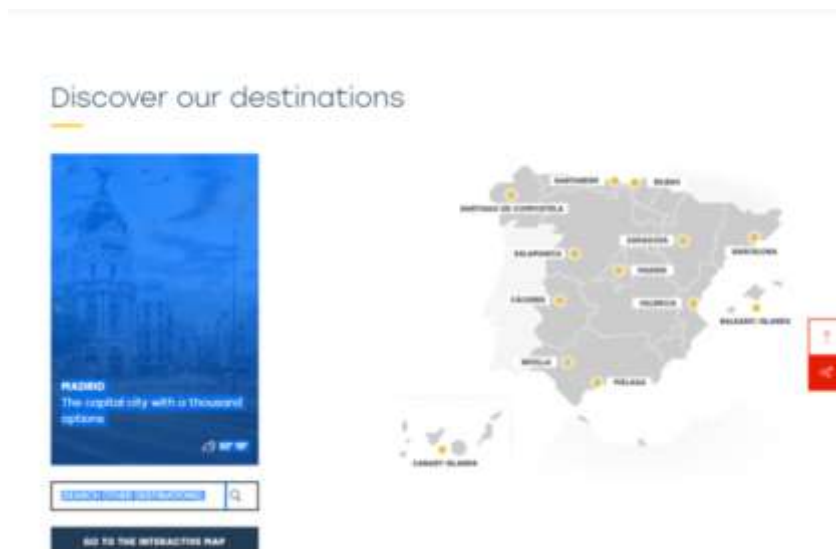 Discover our destinations
MADRID
The capital city with a thousand
options
SEARCH OTHER DESTINATIONS
GO TO THE INTERACTIVE MAP
SANTANDER
BILBAO
SANTIAGO DE COMPOSTELA
ZARAGOZA
BARCELONA
SALAMANCA
MADRID
CÁCERES
VALENCIA
BALEARIC ISLANDS
SEVILLA
MÁLAGA
CANARY ISLANDS